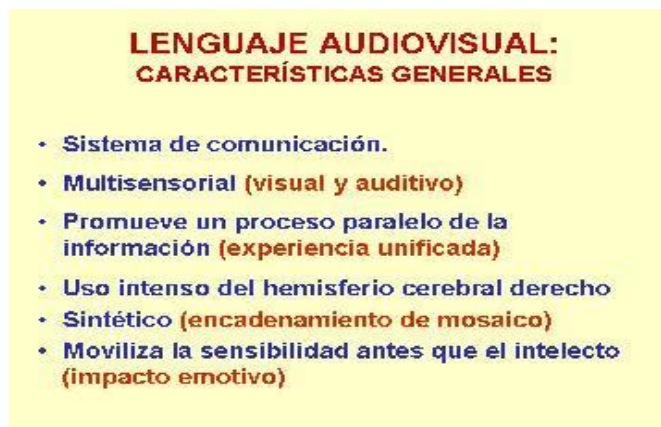 LENGUAJE AUDIOVISUAL:
CARACTERÍSTICAS GENERALES
• Sistema de comunicación.
• Multisensorial (visual y auditivo)
• Promueve un proceso paralelo de la
información (experiencia unificada)
• Uso intenso del hemisferio cerebral derecho
• Sintético (encadenamiento de mosaico)
• Moviliza la sensibilidad antes que el intelecto
(impacto emotivo)